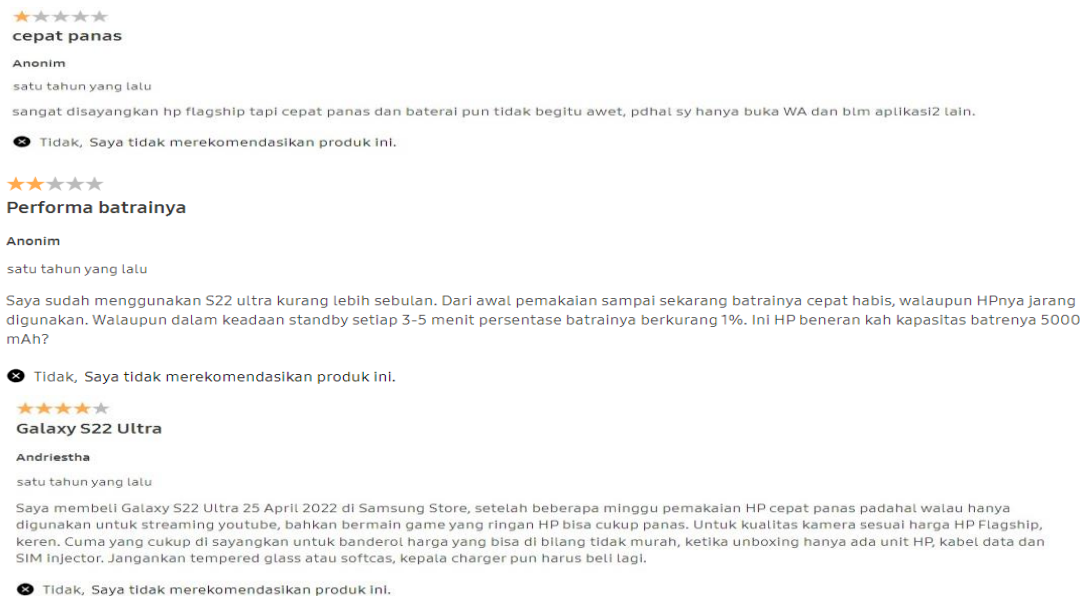 cepat panas
Anonim
satu tahun yang lalu
sangat disayangkan hp flagship tapi cepat panas dan baterai pun tidak begitu awet, pdhal sy hanya buka WA dan blm aplikasi2 lain.
Tidak, Saya tidak merekomendasikan produk ini.
Performa batrainya
Anonim
satu tahun yang lalu
Saya sudah menggunakan S22 ultra kurang lebih sebulan. Dari awal pemakaian sampai sekarang batrainya cepat habis, walaupun HPnya jarang
digunakan. Walaupun dalam keadaan standby setiap 3-5 menit persentase batrainya berkurang 1%. Ini HP beneran kah kapasitas batrenya 5000
mAh?
Tidak, Saya tidak merekomendasikan produk ini.
Galaxy S22 Ultra
Andriestha
satu tahun yang lalu
Saya membeli Galaxy S22 Ultra 25 April 2022 di Samsung Store, setelah beberapa minggu pemakaian HP cepat panas padahal walau hanya
digunakan untuk streaming youtube, bahkan bermain game yang ringan HP bisa cukup panas. Untuk kualitas kamera sesuai harga HP Flagship,
keren. Cuma yang cukup di sayangkan untuk banderol harga yang bisa di bilang tidak murah, ketika unboxing hanya ada unit HP, kabel data dan
SIM Injector. Jangankan tempered glass atau softcas, kepala charger pun harus beli lagi.
Tidak, Saya tidak merekomendasikan produk ini.